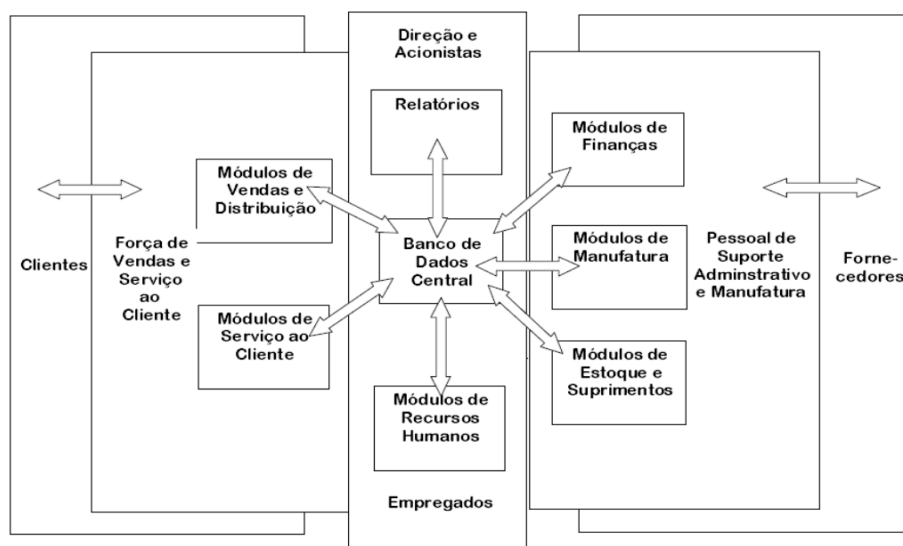 Direção e
Acionistas
Relatórios
Módulos de
Finanças
Módulos de
Vendas e
Distribuição
Clientes
Força de
Vendas e
Serviço
ao
Cliente
Banco de
Dados
Central
Módulos de
Manufatura
Pessoal de
Suporte
Adminstrativo
e Manufatura
Forne-
cedores
Módulos de
Serviço ao
Cliente
Módulos de
Estoque e
Suprimentos
Módulos de
Recursos
Humanos
Empregados